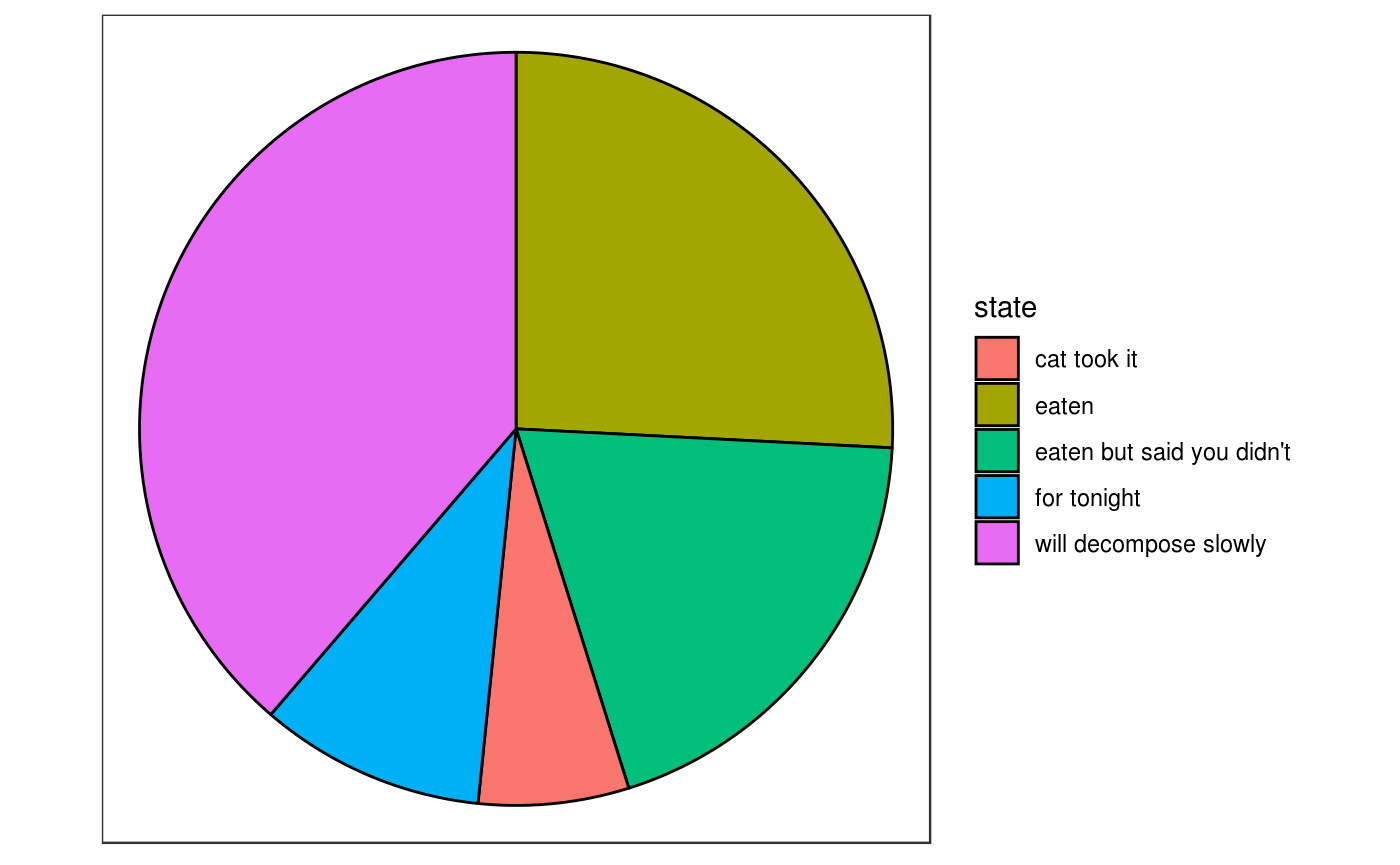 state
cat took it
eaten
eaten but said you didn't
for tonight
will decompose slowly